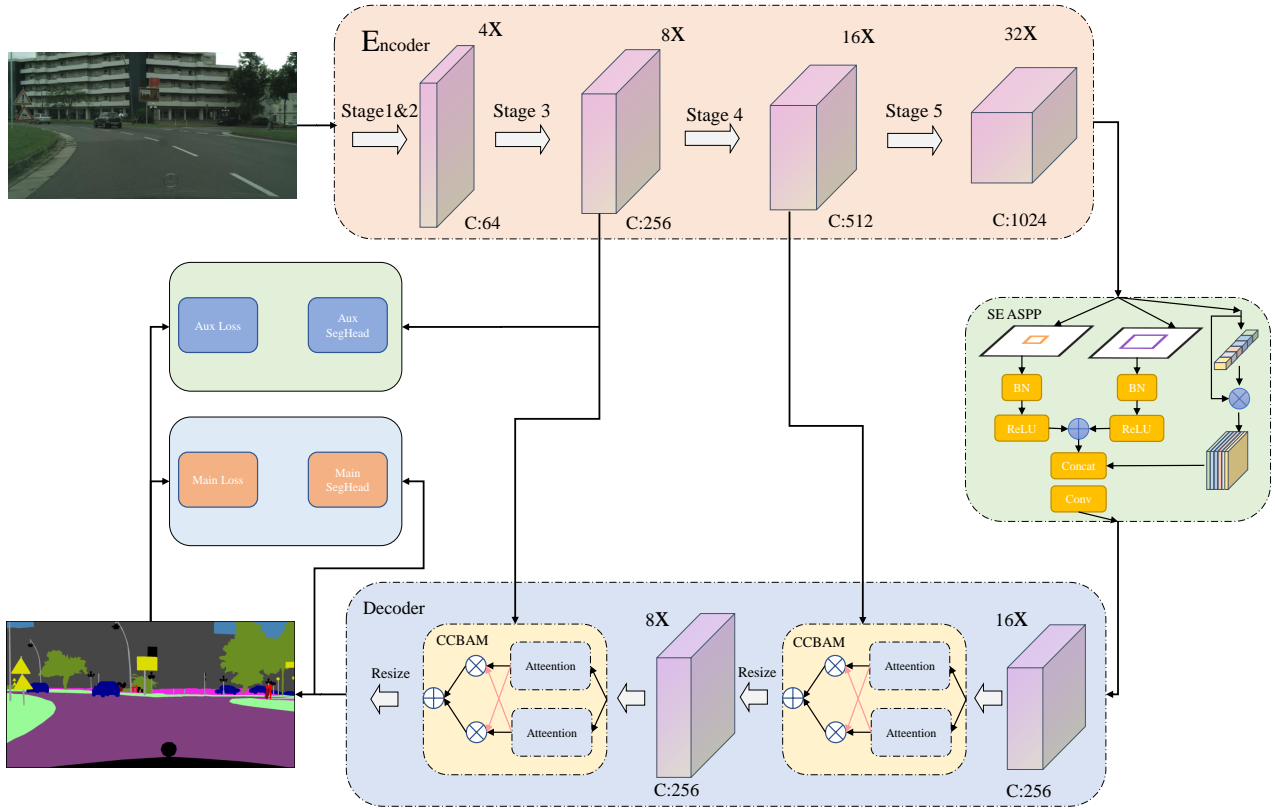 Encoder
4X
8X
16X
32X
Stage1&2
Stage 3
Stage 4
Stage 5
C:64
C:256
C:512
C:1024
Aux Loss
Aux
SegHead
Main Loss
Main
SegHead
SE ASPP
BN
BN
ReLU
ReLU
Concat
Conv
Decoder
Resize
CCBAM
Atteention
Atteention
8X
C:256
Resize
CCBAM
Atteention
Atteention
16X
C:256